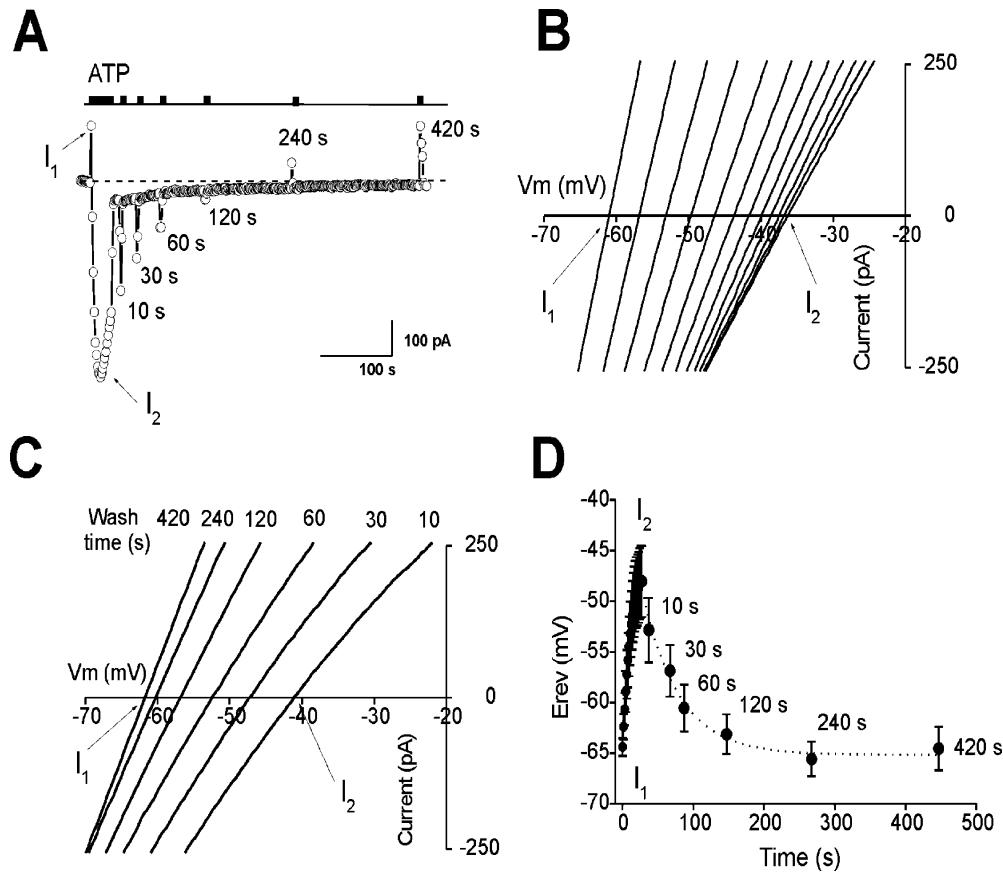 A
ATP
I1
240 s
420 s
120 s
60 s
30 s
10 s
100 pA
100 s
I2
B
250
Vm (mV)
0
-70 -60 -50 -40 -30 -20
I1
I2
Current (pA)
-250
C
Wash time (s)
420 240 120 60 30 10
250
Vm (mV)
0
-70 -60 -50 -40 -30 -20
I1
I2
Current (pA)
-250
D
-40
-45
-50
-55
-60
-65
-70
Erev (mV)
I2
10 s
30 s
60 s
120 s
240 s
420 s
I1
0 100 200 300 400 500
Time (s)